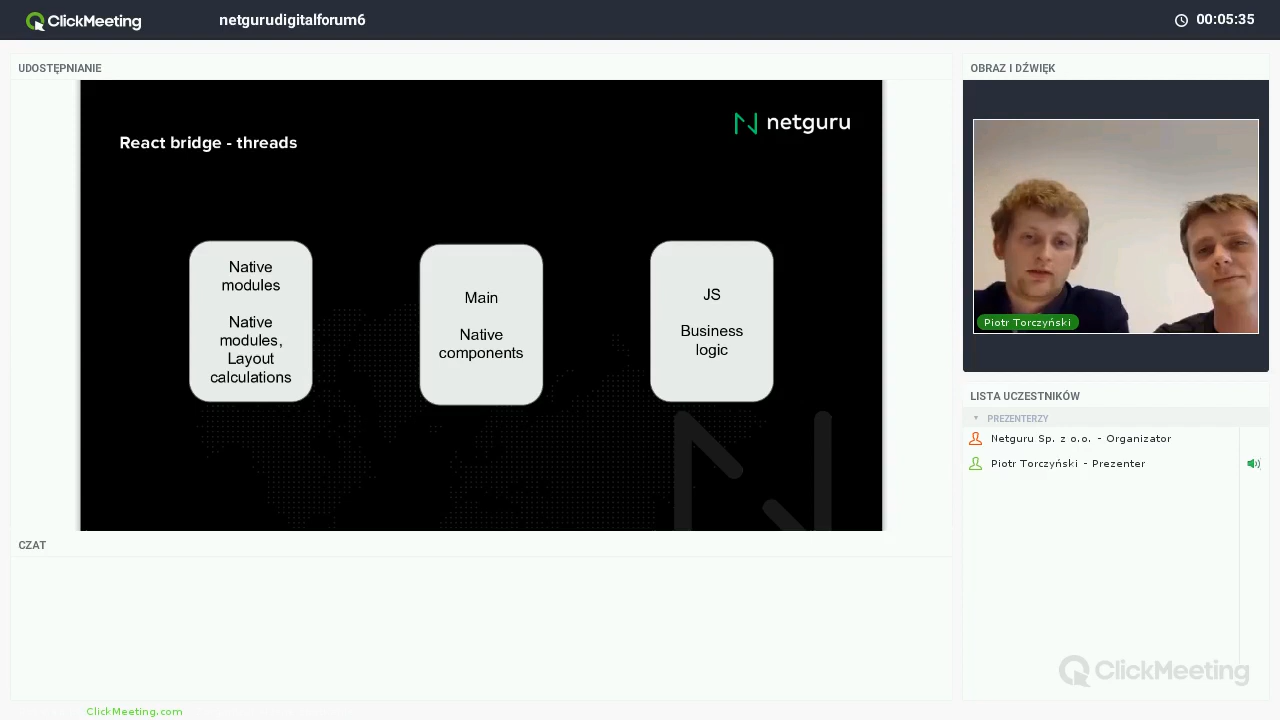 ClickMeeting
netgurudigitalforum6
00:05:35
UDOSTĘPNIANIE
React bridge - threads
netguru
Native
modules
Native
modules,
Layout
calculations
Main
Native
components
JS
Business
logic
CZAT
ClickMeeting.com
OBRAZ I DŹWIĘK
Piotr Torczyński
LISTA UCZESTNIKÓW
PREZENTERZY
Netguru Sp. z o.o. - Organizator
Piotr Torczyński - Prezenter
ClickMeeting